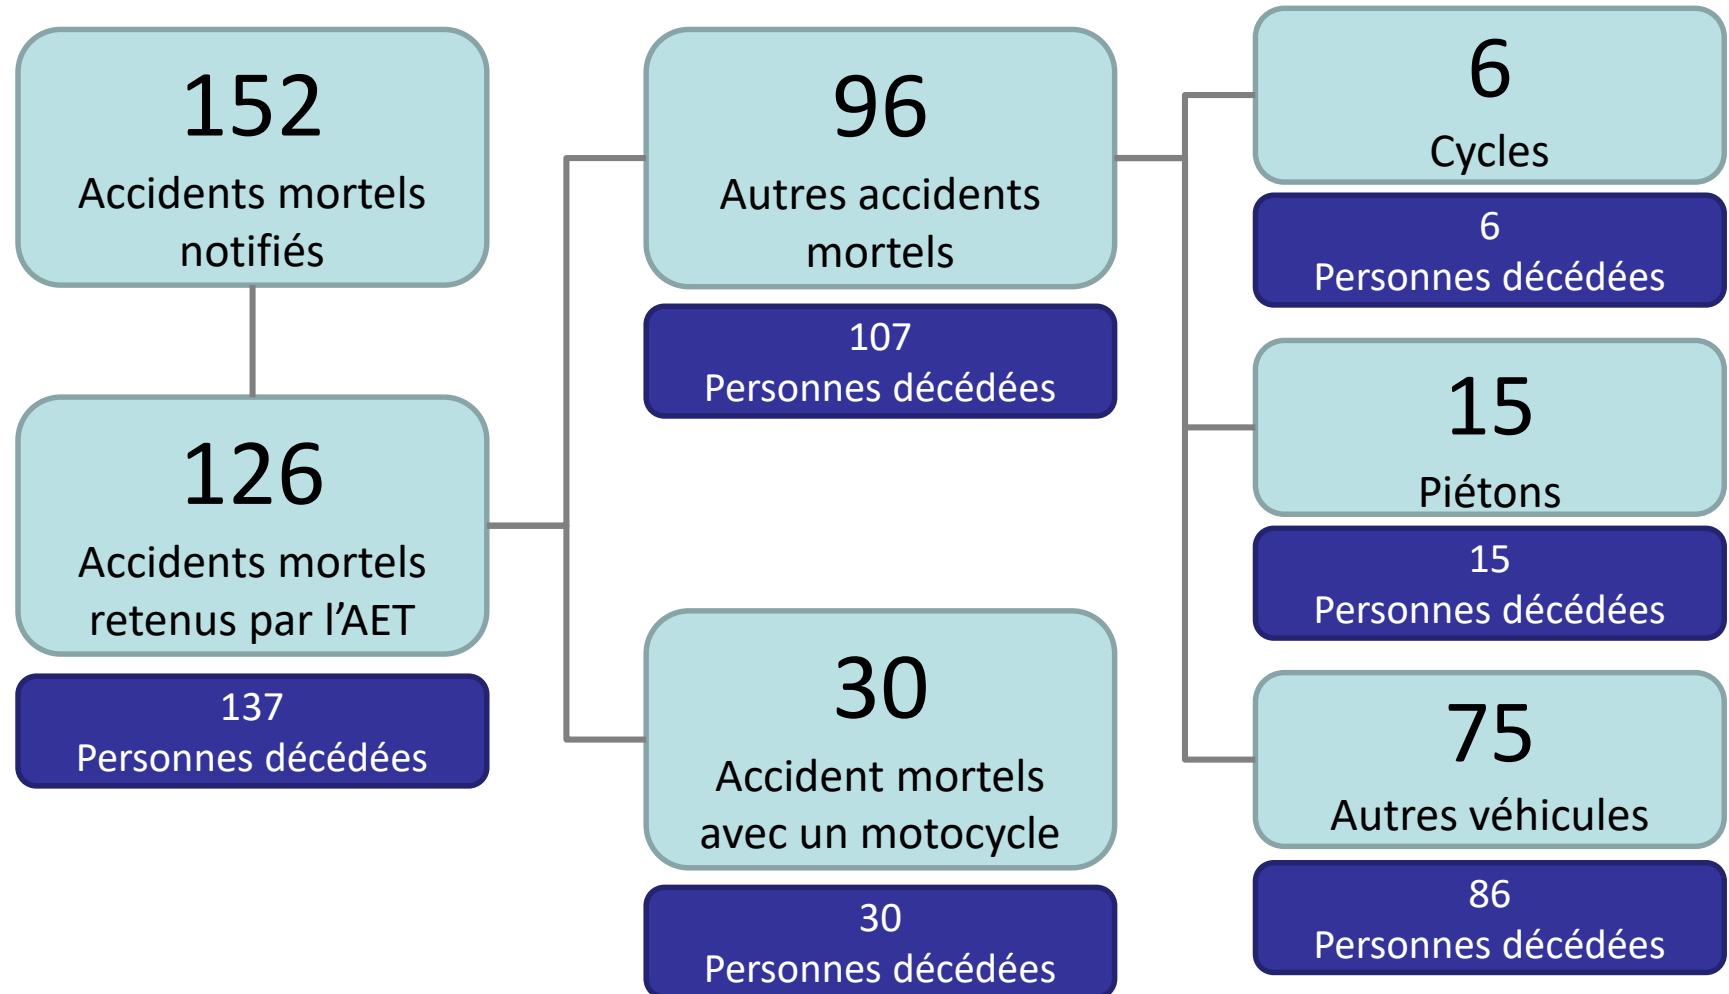 152
Accidents mortels
notifiés
126
Accidents mortels
retenus par l'AET
137
Personnes décédées
96
Autres accidents
mortels
107
Personnes décédées
30
Accident mortels
avec un motocycle
30
Personnes décédées
6
Cycles
6
Personnes décédées
15
Piétons
15
Personnes décédées
75
Autres véhicules
86
Personnes décédées